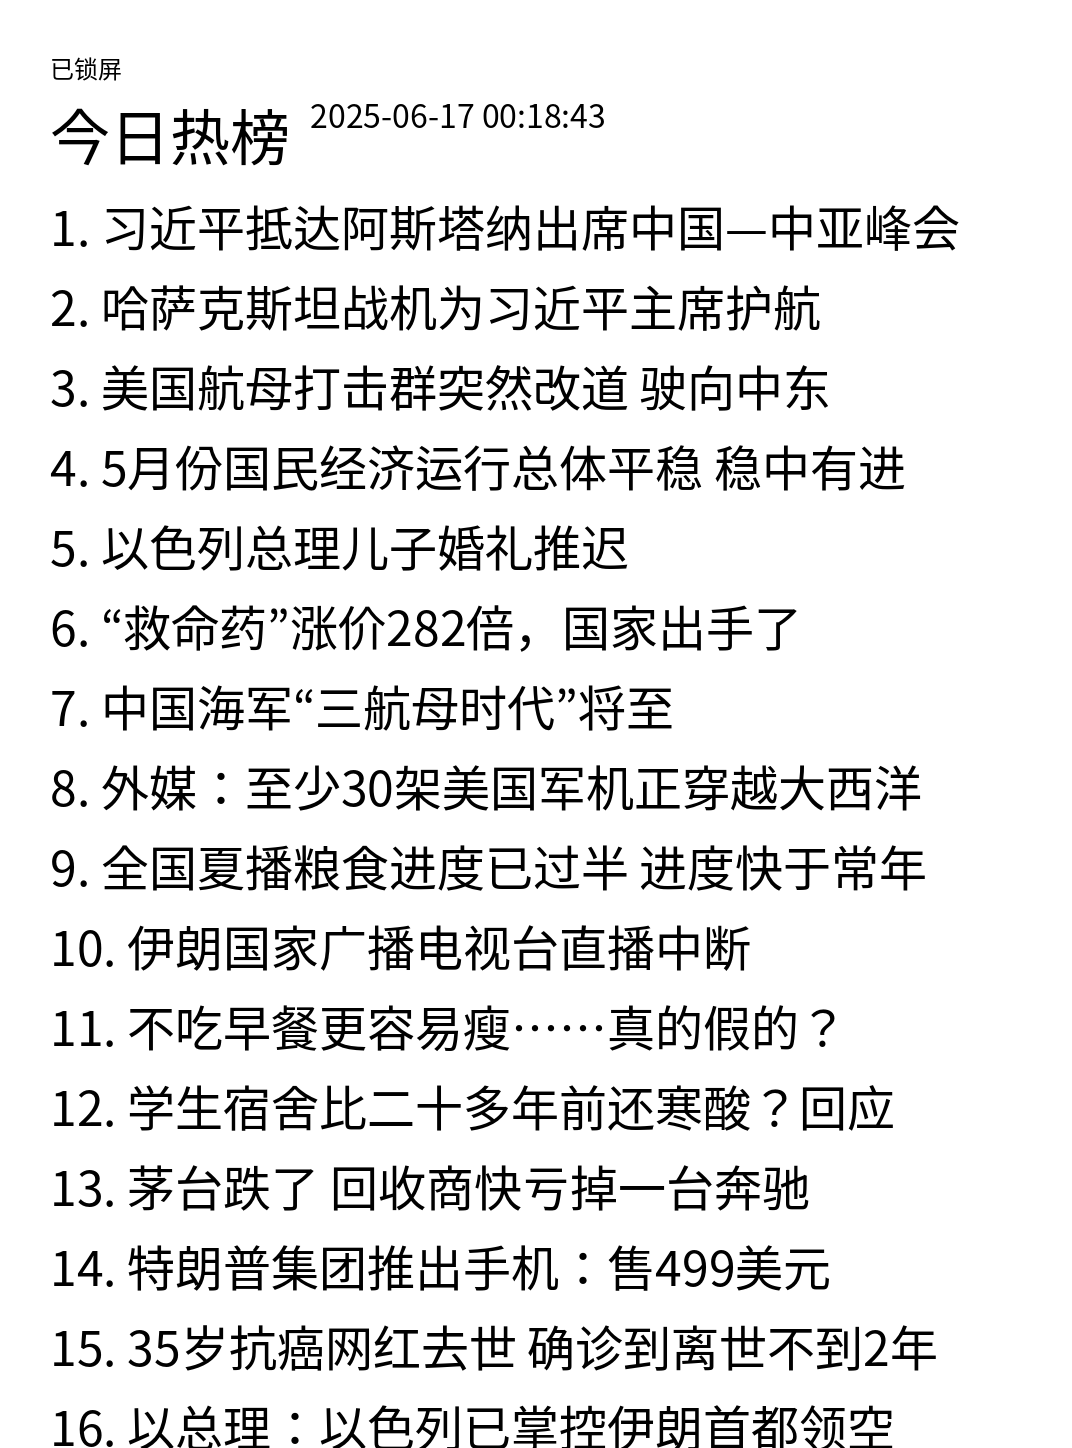 已锁屏
今日热榜 2025-06-17 00:18:43
1. 习近平抵达阿斯塔纳出席中国—中亚峰会
2. 哈萨克斯坦战机为习近平主席护航
3. 美国航母打击群突然改道 驶向中东
4. 5月份国民经济运行总体平稳 稳中有进
5. 以色列总理儿子婚礼推迟
6. “救命药”涨价282倍，国家出手了
7. 中国海军“三航母时代”将至
8. 外媒：至少30架美国军机正穿越大西洋
9. 全国夏播粮食进度已过半 进度快于常年
10. 伊朗国家广播电视台直播中断
11. 不吃早餐更容易瘦……真的假的？
12. 学生宿舍比二十多年前还寒酸？回应
13. 茅台跌了 回收商快亏掉一台奔驰
14. 特朗普集团推出手机：售499美元
15. 35岁抗癌网红去世 确诊到离世不到2年
16. 以总理：以色列已掌控伊朗首都领空